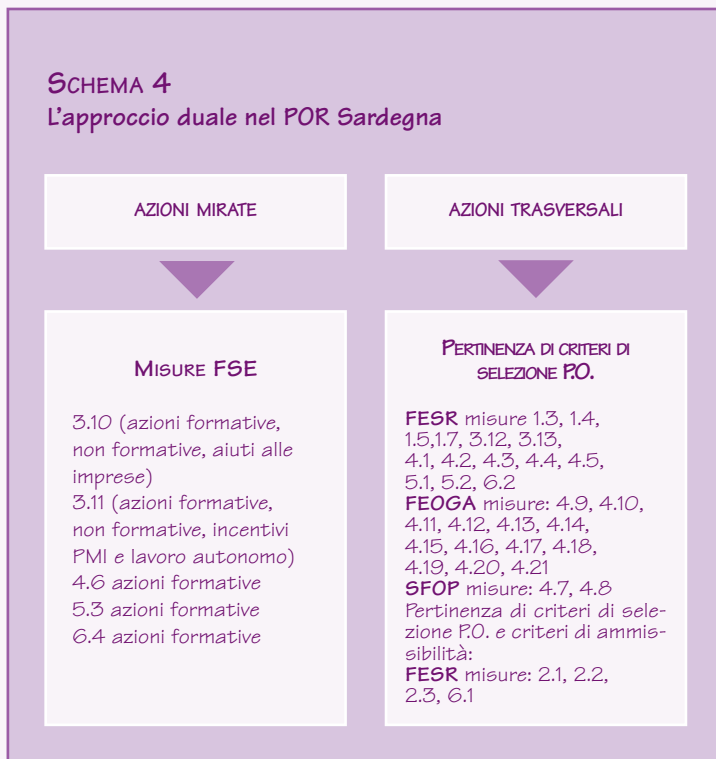 SCHEMA 4
L'approccio duale nel POR Sardegna
AZIONI MIRATE
MISURE FSE
3.10 (azioni formative,
non formative, aiuti alle
imprese)
3.11 (azioni formative,
non formative, incentivi
PMI e lavoro autonomo)
4.6 azioni formative
5.3 azioni formative
6.4 azioni formative
AZIONI TRASVERSALI
PERTINENZA DI CRITERI DI
SELEZIONE P.O.
FESR misure 1.3, 1.4,
1.5,1.7, 3.12, 3.13,
4.1, 4.2, 4.3, 4.4, 4.5,
5.1, 5.2, 6.2
FEOGA misure: 4.9, 4.10,
4.11, 4.12, 4.13, 4.14,
4.15, 4.16, 4.17, 4.18,
4.19, 4.20, 4.21
SFOP misure: 4.7, 4.8
Pertinenza di criteri di sele-
zione P.O. e criteri di ammis-
sibilità:
FESR misure: 2.1, 2.2,
2.3, 6.1